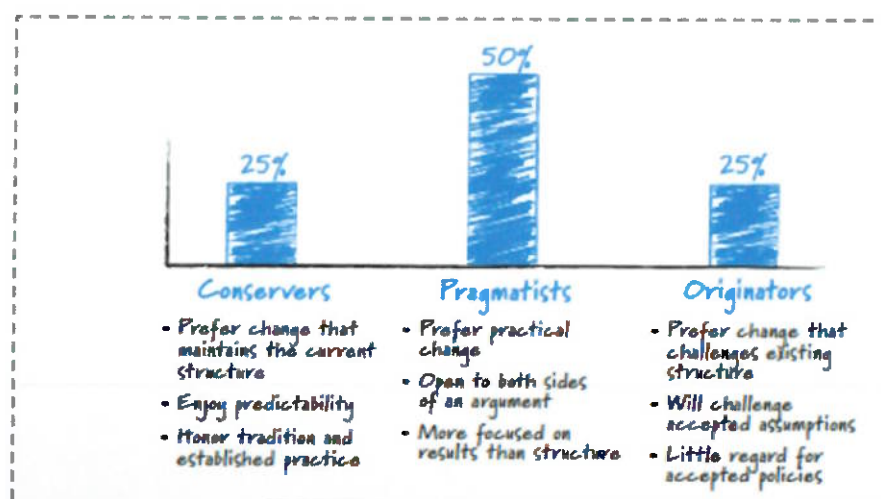 50%
25%
25%
Conservers
Pragmatists
Originators
• Prefer change that
maintains the current
structure
• Enjoy predictability
• Honor tradition and
established practice
• Prefer practical
change
• Open to both sides
of an argument
• More focused on
results than structure
• Prefer change that
challenges existing
structure
• Will challenge
accepted assumptions
• Little regard for
accepted policies